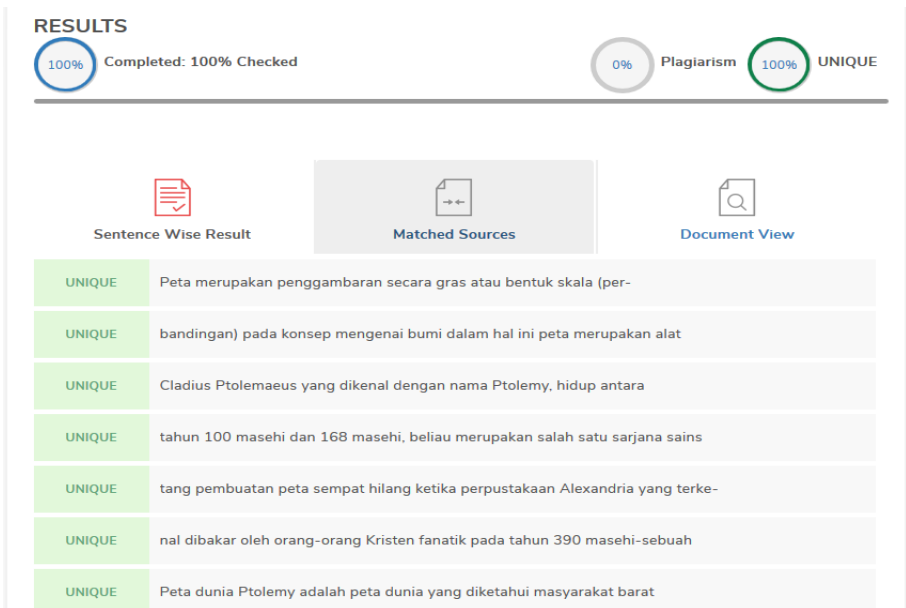 RESULTS
100% Completed: 100% Checked 0% Plagiarism 100% UNIQUE
Sentence Wise Result Matched Sources Document View
UNIQUE Peta merupakan penggambaran secara gras atau bentuk skala (per-
UNIQUE bandingan) pada konsep mengenai bumi dalam hal ini peta merupakan alat
UNIQUE Cladius Ptolemaeus yang dikenal dengan nama Ptolemy, hidup antara
UNIQUE tahun 100 masehi dan 168 masehi, beliau merupakan salah satu sarjana sains
UNIQUE tang pembuatan peta sempat hilang ketika perpustakaan Alexandria yang terke-
UNIQUE nal dibakar oleh orang-orang Kristen fanatik pada tahun 390 masehi-sebuah
UNIQUE Peta dunia Ptolemy adalah peta dunia yang diketahui masyarakat barat